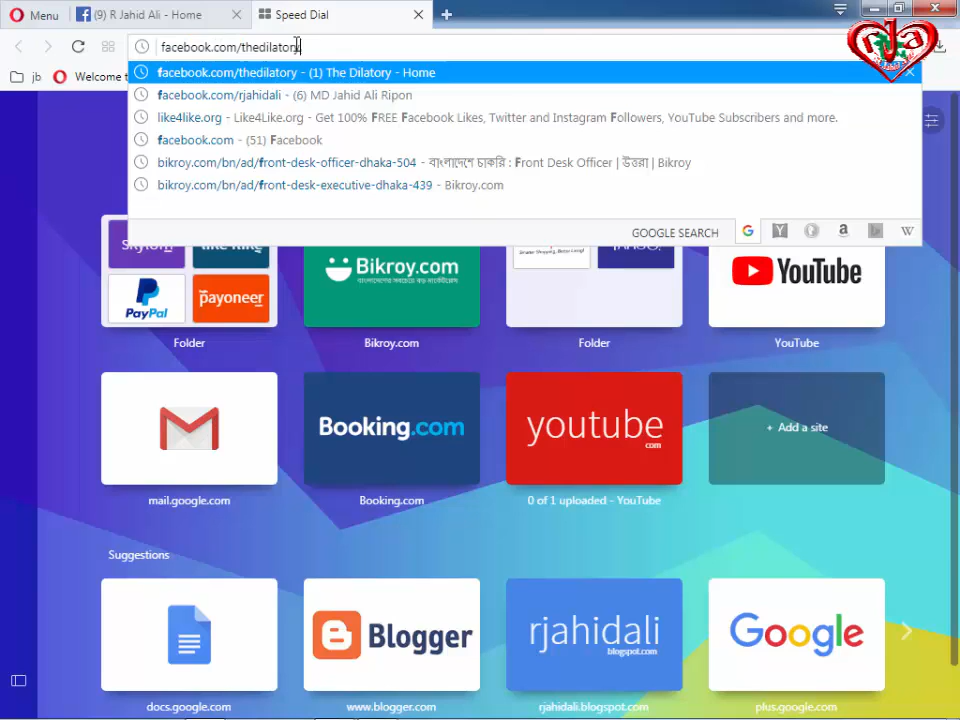 Menu
(9) R Jahid Ali - Home
Speed Dial
rja
facebook.com/thedilatory
jb
Welcome t
facebook.com/thedilatory - (1) The Dilatory - Home
facebook.com/rjahidali - (6) MD Jahid Ali Ripon
like4like.org - Like4Like.org - Get 100% FREE Facebook Likes, Twitter and Instagram Followers, YouTube Subscribers and more.
facebook.com - (51) Facebook
bikroy.com/bn/ad/front-desk-officer-dhaka-504 - বাংলাদেশে চাকরি : Front Desk Officer | উত্তরা | Bikroy
bikroy.com/bn/ad/front-desk-executive-dhaka-439 - Bikroy.com
GOOGLE SEARCH
PayPal
payoneer
Bikroy.com
YouTube
Folder
Bikroy.com
Folder
YouTube
Booking.com
youtube
com
+ Add a site
mail.google.com
Booking.com
0 of 1 uploaded - YouTube
Suggestions
Blogger
rjahidali
blogspot.com
Google
docs.google.com
www.blogger.com
rjahidali.blogspot.com
plus.google.com